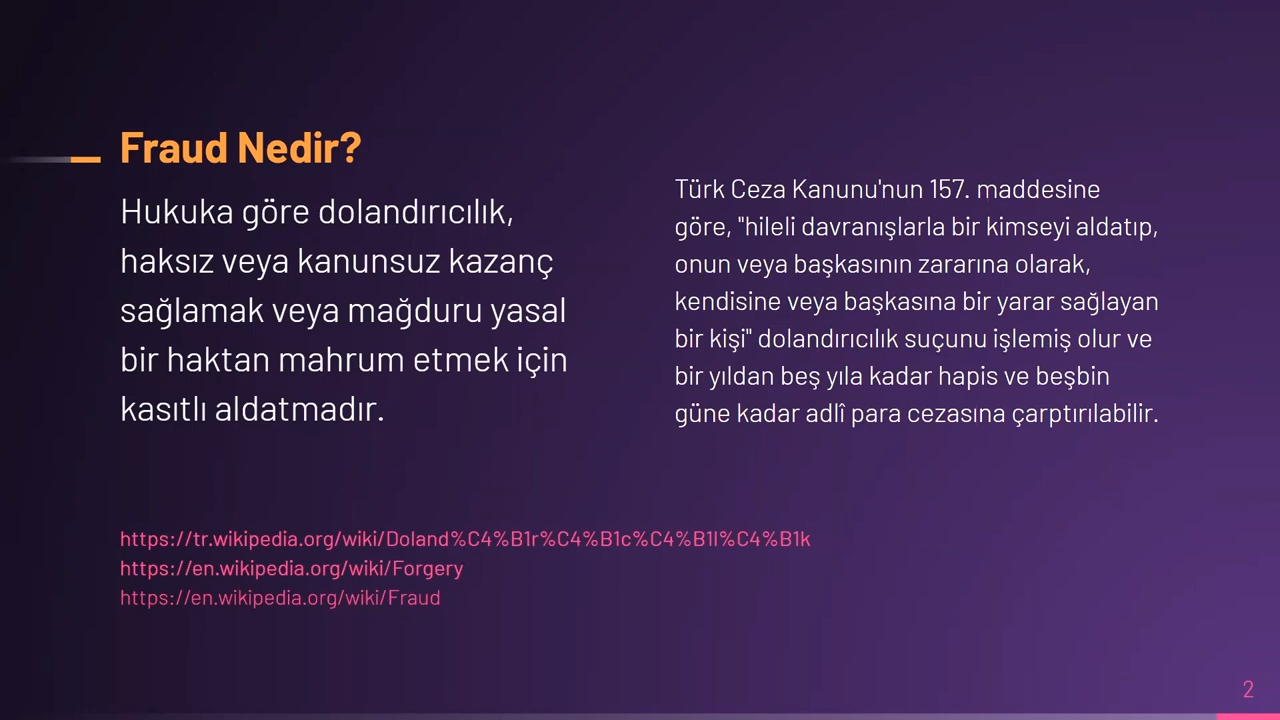 Fraud Nedir?
Hukuka göre dolandırıcılık,
haksız veya kanunsuz kazanç
sağlamak veya mağduru yasal
bir haktan mahrum etmek için
kasıtlı aldatmadır.
Türk Ceza Kanunu'nun 157. maddesine
göre, "hileli davranışlarla bir kimseyi aldatıp,
onun veya başkasının zararına olarak,
kendisine veya başkasına bir yarar sağlayan
bir kişi" dolandırıcılık suçunu işlemiş olur ve
bir yıldan beş yıla kadar hapis ve beşbin
güne kadar adlî para cezasına çarptırılabilir.
https://tr.wikipedia.org/wiki/Doland%C4%B1r%C4%B1c%C4%B1l%C4%B1k
https://en.wikipedia.org/wiki/Forgery
https://en.wikipedia.org/wiki/Fraud
2